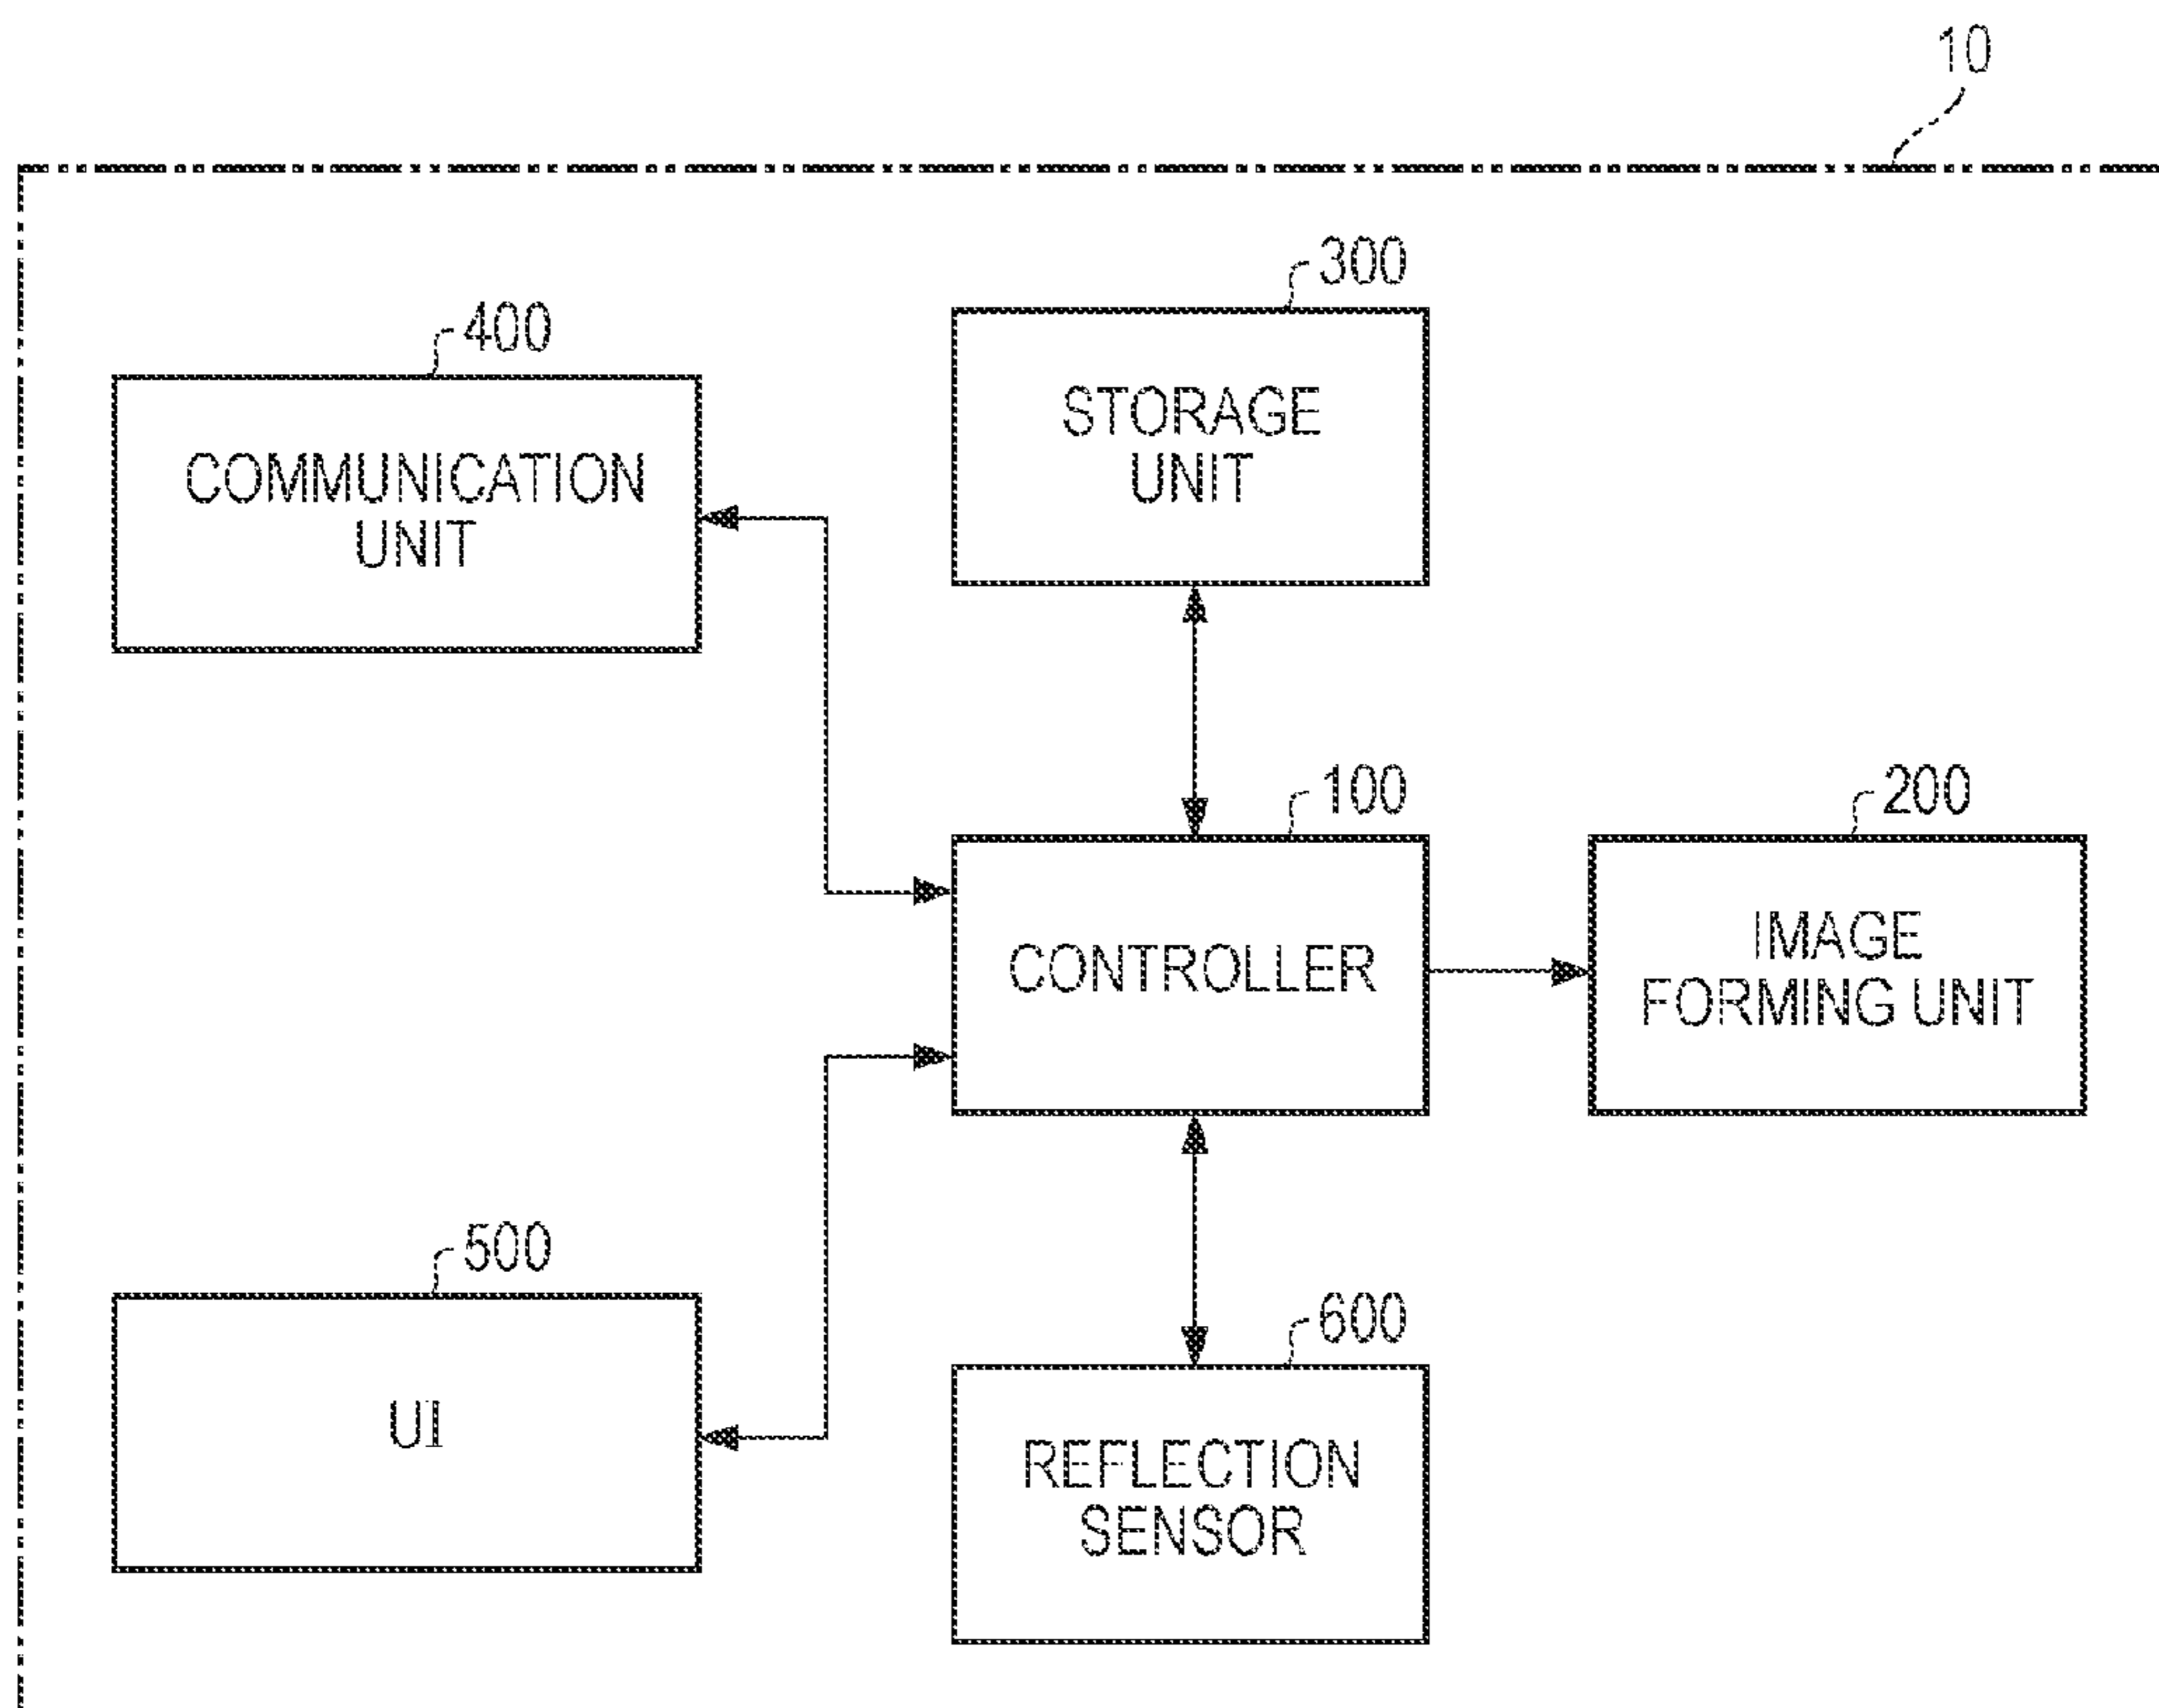 10
300
400
STORAGE
UNIT
COMMUNICATION
UNIT
100
200
CONTROLLER
IMAGE
FORMING UNIT
500
600
UI
REFLECTION
SENSOR